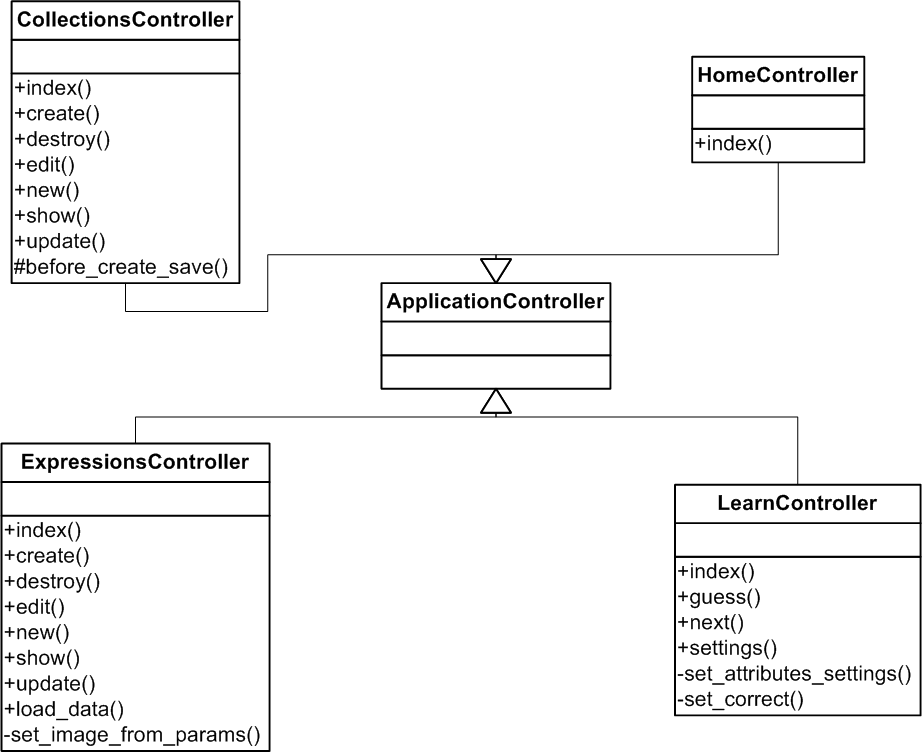 CollectionsController
+index()
+create()
+destroy()
+edit()
+new()
+show()
+update()
#before_create_save()
HomeController
+index()
ApplicationController
ExpressionsController
+index()
+create()
+destroy()
+edit()
+new()
+show()
+update()
+load_data()
-set_image_from_params()
LearnController
+index()
+guess()
+next()
+settings()
-set_attributes_settings()
-set_correct()